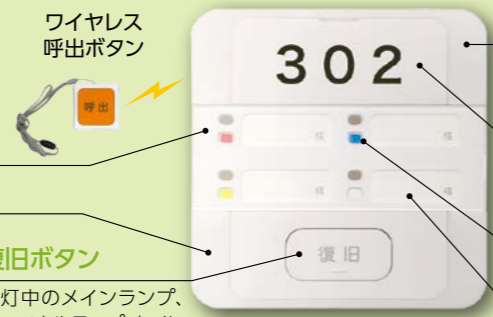 ワイヤレス
呼出ボタン
呼出
302
様
様
様
様
復旧
復旧ボタン
灯中のメインランプ、